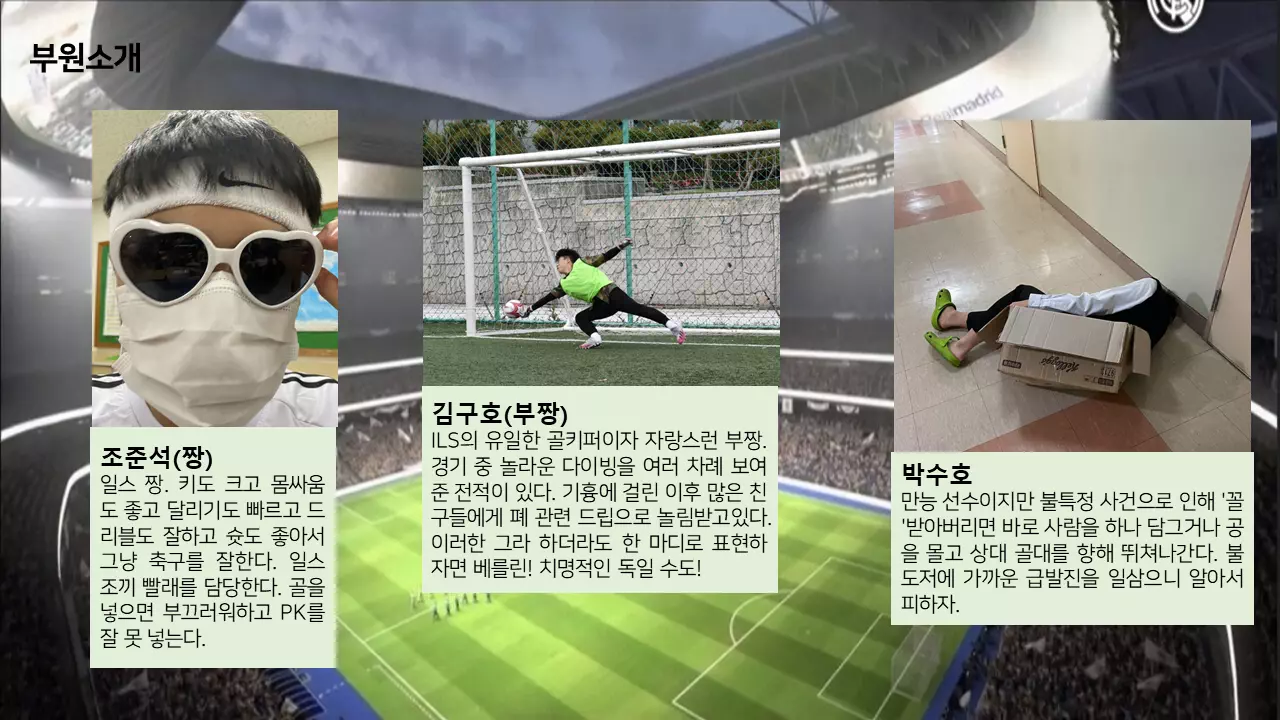 부원소개
조준석(짱)
일스 짱. 키도 크고 몸싸움
도 좋고 달리기도 빠르고 드
리블도 잘하고 슛도 좋아서
그냥 축구를 잘한다. 일스
조끼 빨래를 담당한다. 골을
넣으면 부끄러워하고 PK를
잘 못 넣는다.
김구호(부짱)
ILS의 유일한 골키퍼이자 자랑스런 부짱.
경기 중 놀라운 다이빙을 여러 차례 보여
준 전적이 있다. 기흉에 걸린 이후 많은 친
구들에게 폐 관련 드립으로 놀림받고있다.
이러한 그라 하더라도 한 마디로 표현하
자면 베를린! 치명적인 독일 수도!
박수호
만능 선수이지만 불특정 사건으로 인해 '꼴
'받아버리면 바로 사람을 하나 담그거나 공
을 몰고 상대 골대를 향해 뛰쳐나간다. 불
도저에 가까운 급발진을 일삼으니 알아서
피하자.
Kellogg's